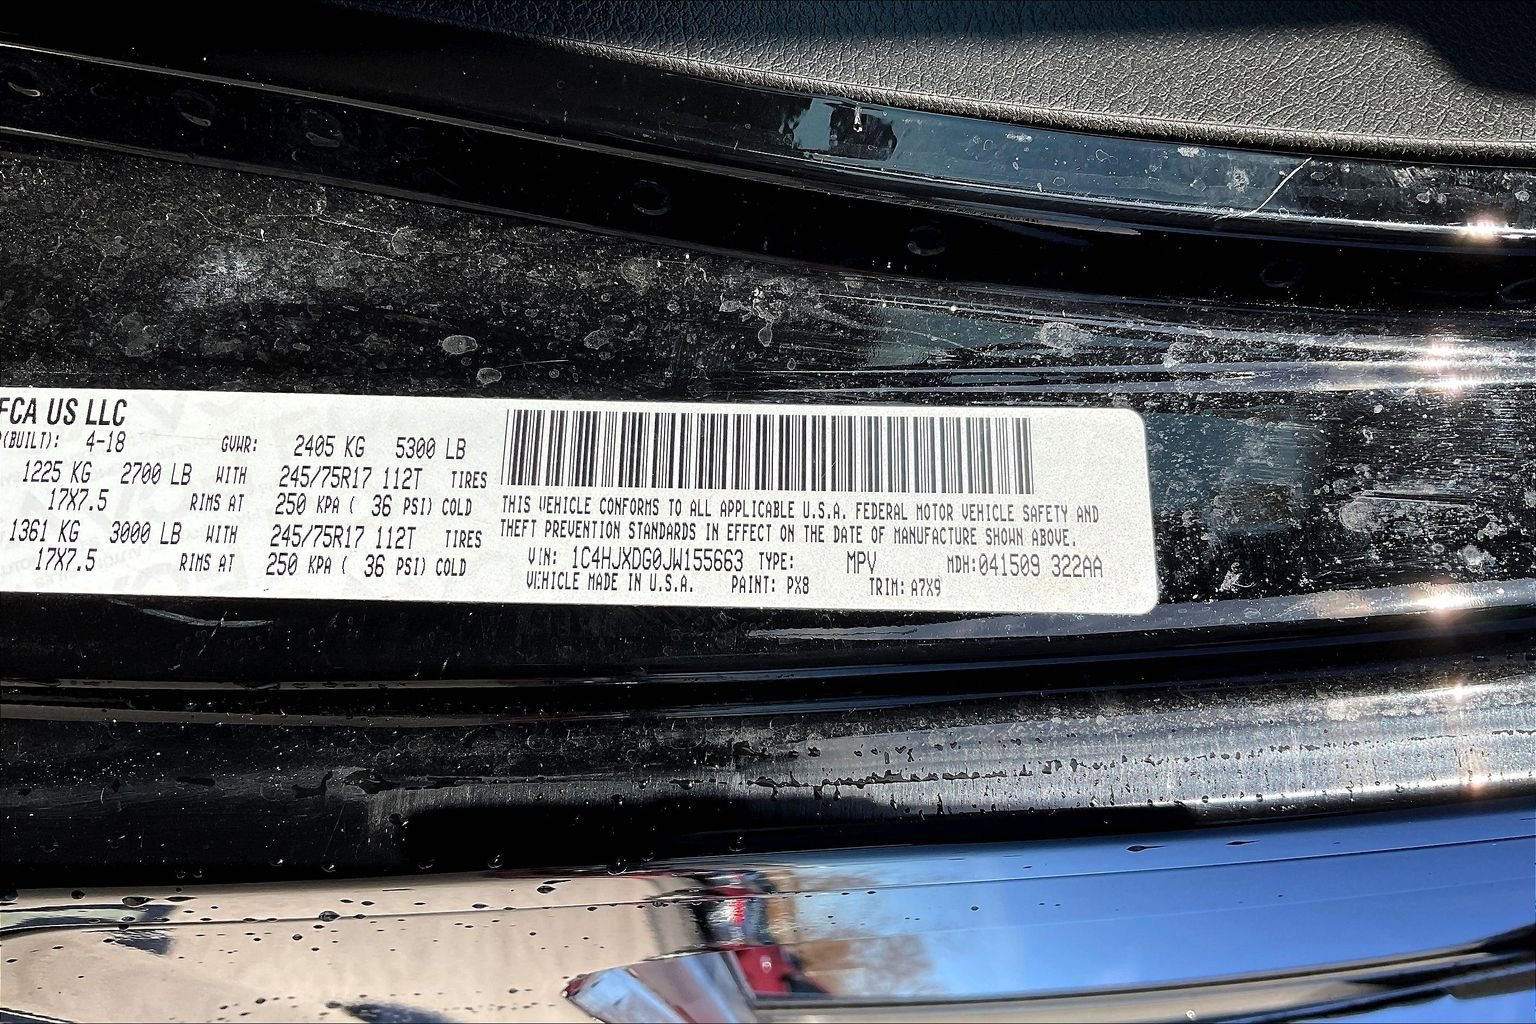 FCA US LLC
(BUILT): 4-18 GVWR: 2405 KG 5300 LB
1225 KG 2700 LB WITH 245/75R17 112T TIRES
17X7.5 RIMS AT 250 KPA ( 36 PSI) COLD
1361 KG 3000 LB WITH 245/75R17 112T TIRES
17X7.5 RIMS AT 250 KPA ( 36 PSI) COLD
THIS VEHICLE CONFORMS TO ALL APPLICABLE U.S.A. FEDERAL MOTOR VEHICLE SAFETY AND
THEFT PREVENTION STANDARDS IN EFFECT ON THE DATE OF MANUFACTURE SHOWN ABOVE.
VIN: 1C4HJXDG0JW155663 TYPE: MPV MDH:041509 322AA
VEHICLE MADE IN U.S.A. PAINT: PX8 TRIM: A7X9